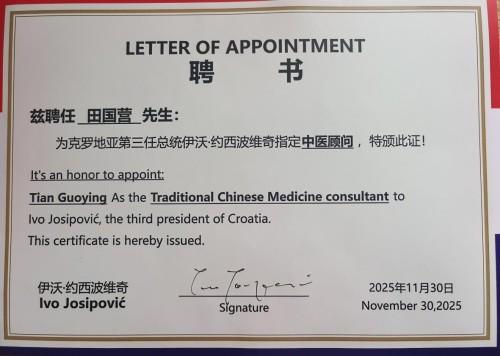 LETTER OF APPOINTMENT
聘 书
兹聘任 田国营 先生：
为克罗地亚第三任总统伊沃·约西波维奇指定中医顾问，特颁此证！
It's an honor to appoint:
Tian Guoying As the Traditional Chinese Medicine consultant to
Ivo Josipović, the third president of Croatia.
This certificate is hereby issued.
伊沃·约西波维奇
Ivo Josipović
Signature
2025年11月30日
November 30,2025